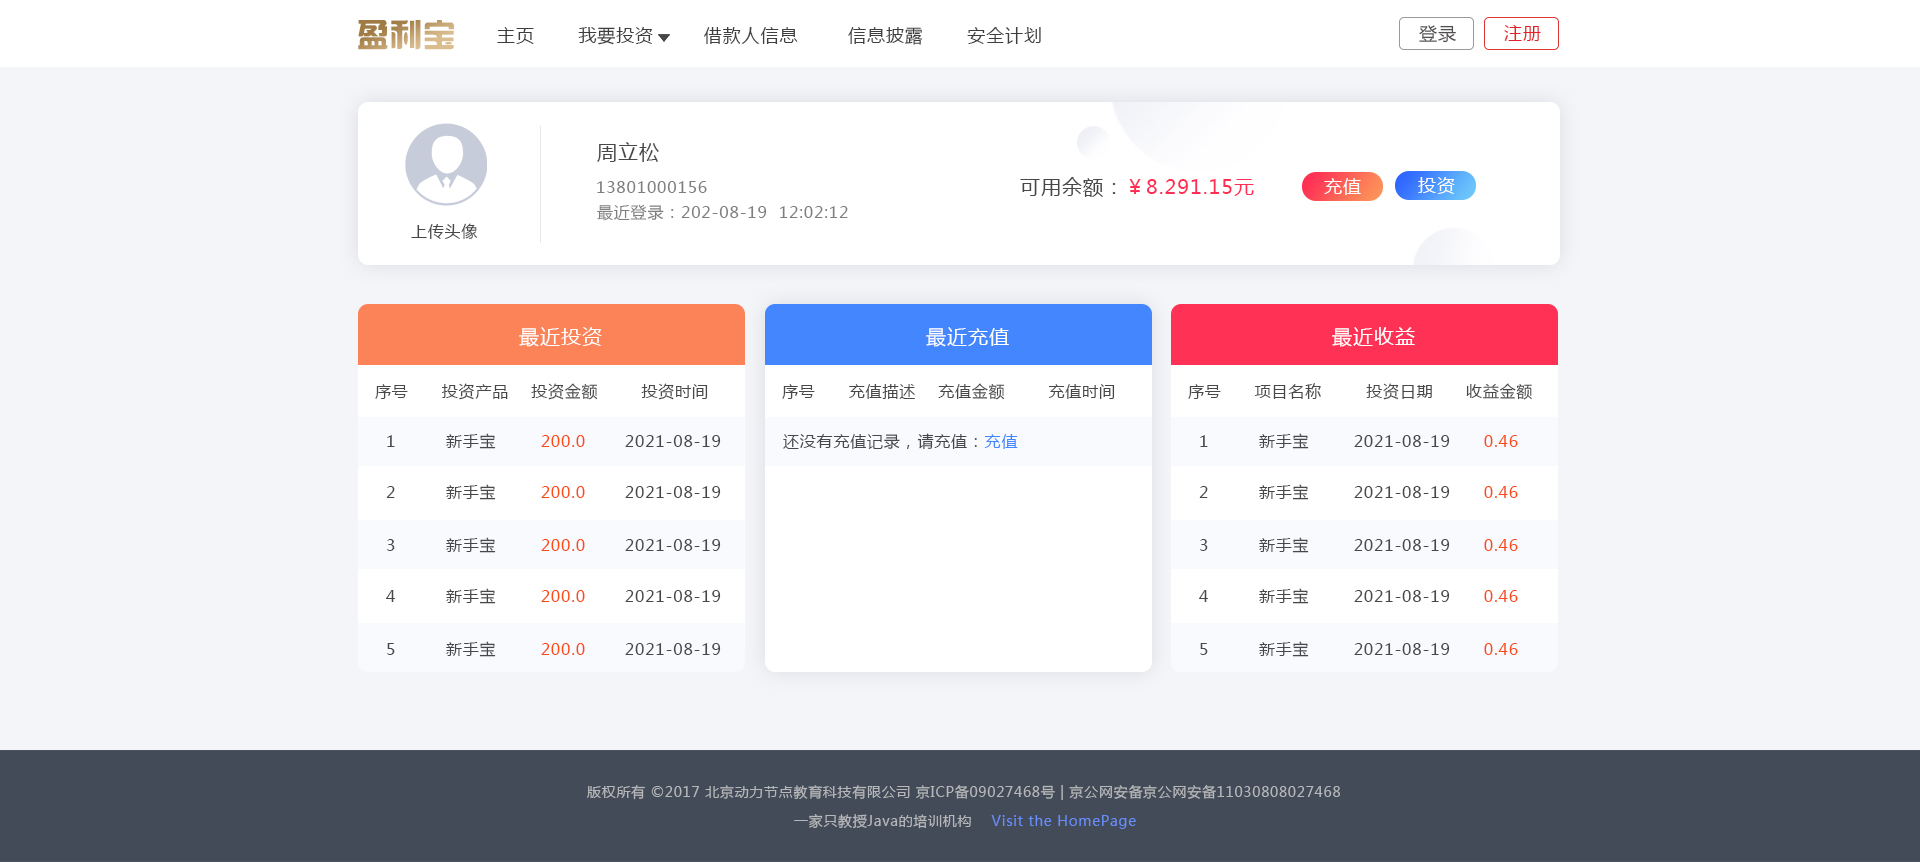 盈利宝 主页 我要投资 借款人信息 信息披露 安全计划 登录 注册
周立松
13801000156
最近登录：202-08-19 12:02:12
上传头像
可用余额：￥8.291.15元 充值 投资
最近投资
序号 投资产品 投资金额 投资时间
1 新手宝 200.0 2021-08-19
2 新手宝 200.0 2021-08-19
3 新手宝 200.0 2021-08-19
4 新手宝 200.0 2021-08-19
5 新手宝 200.0 2021-08-19
最近充值
序号 充值描述 充值金额 充值时间
还没有充值记录，请充值：充值
最近收益
序号 项目名称 投资日期 收益金额
1 新手宝 2021-08-19 0.46
2 新手宝 2021-08-19 0.46
3 新手宝 2021-08-19 0.46
4 新手宝 2021-08-19 0.46
5 新手宝 2021-08-19 0.46
版权所有 ©2017 北京动力节点教育科技有限公司 京ICP备09027468号 | 京公网安备京公网安备11030808027468
一家只教授Java的培训机构 Visit the HomePage